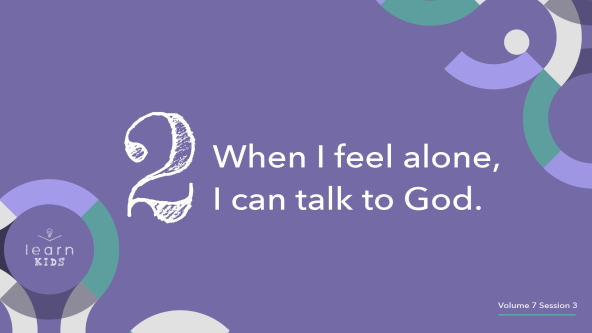 2
When I feel alone,
I can talk to God.
learn
KIDS
Volume 7 Session 3